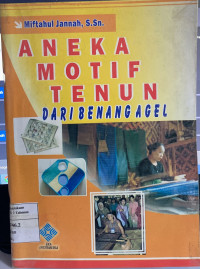 Miftahul Jannah, S.Sn.
ANEKA
MOTIF
TENUN
DARI BENANG AGEL